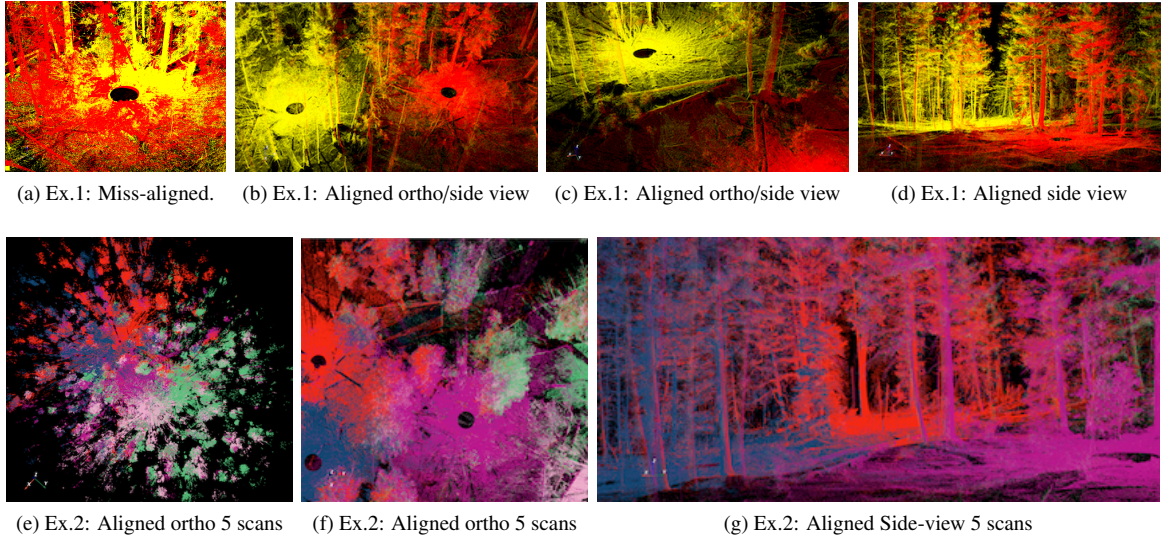 (a) Ex.1: Miss-aligned.
(b) Ex.1: Aligned ortho/side view
(c) Ex.1: Aligned ortho/side view
(d) Ex.1: Aligned side view
(e) Ex.2: Aligned ortho 5 scans
(f) Ex.2: Aligned ortho 5 scans
(g) Ex.2: Aligned Side-view 5 scans